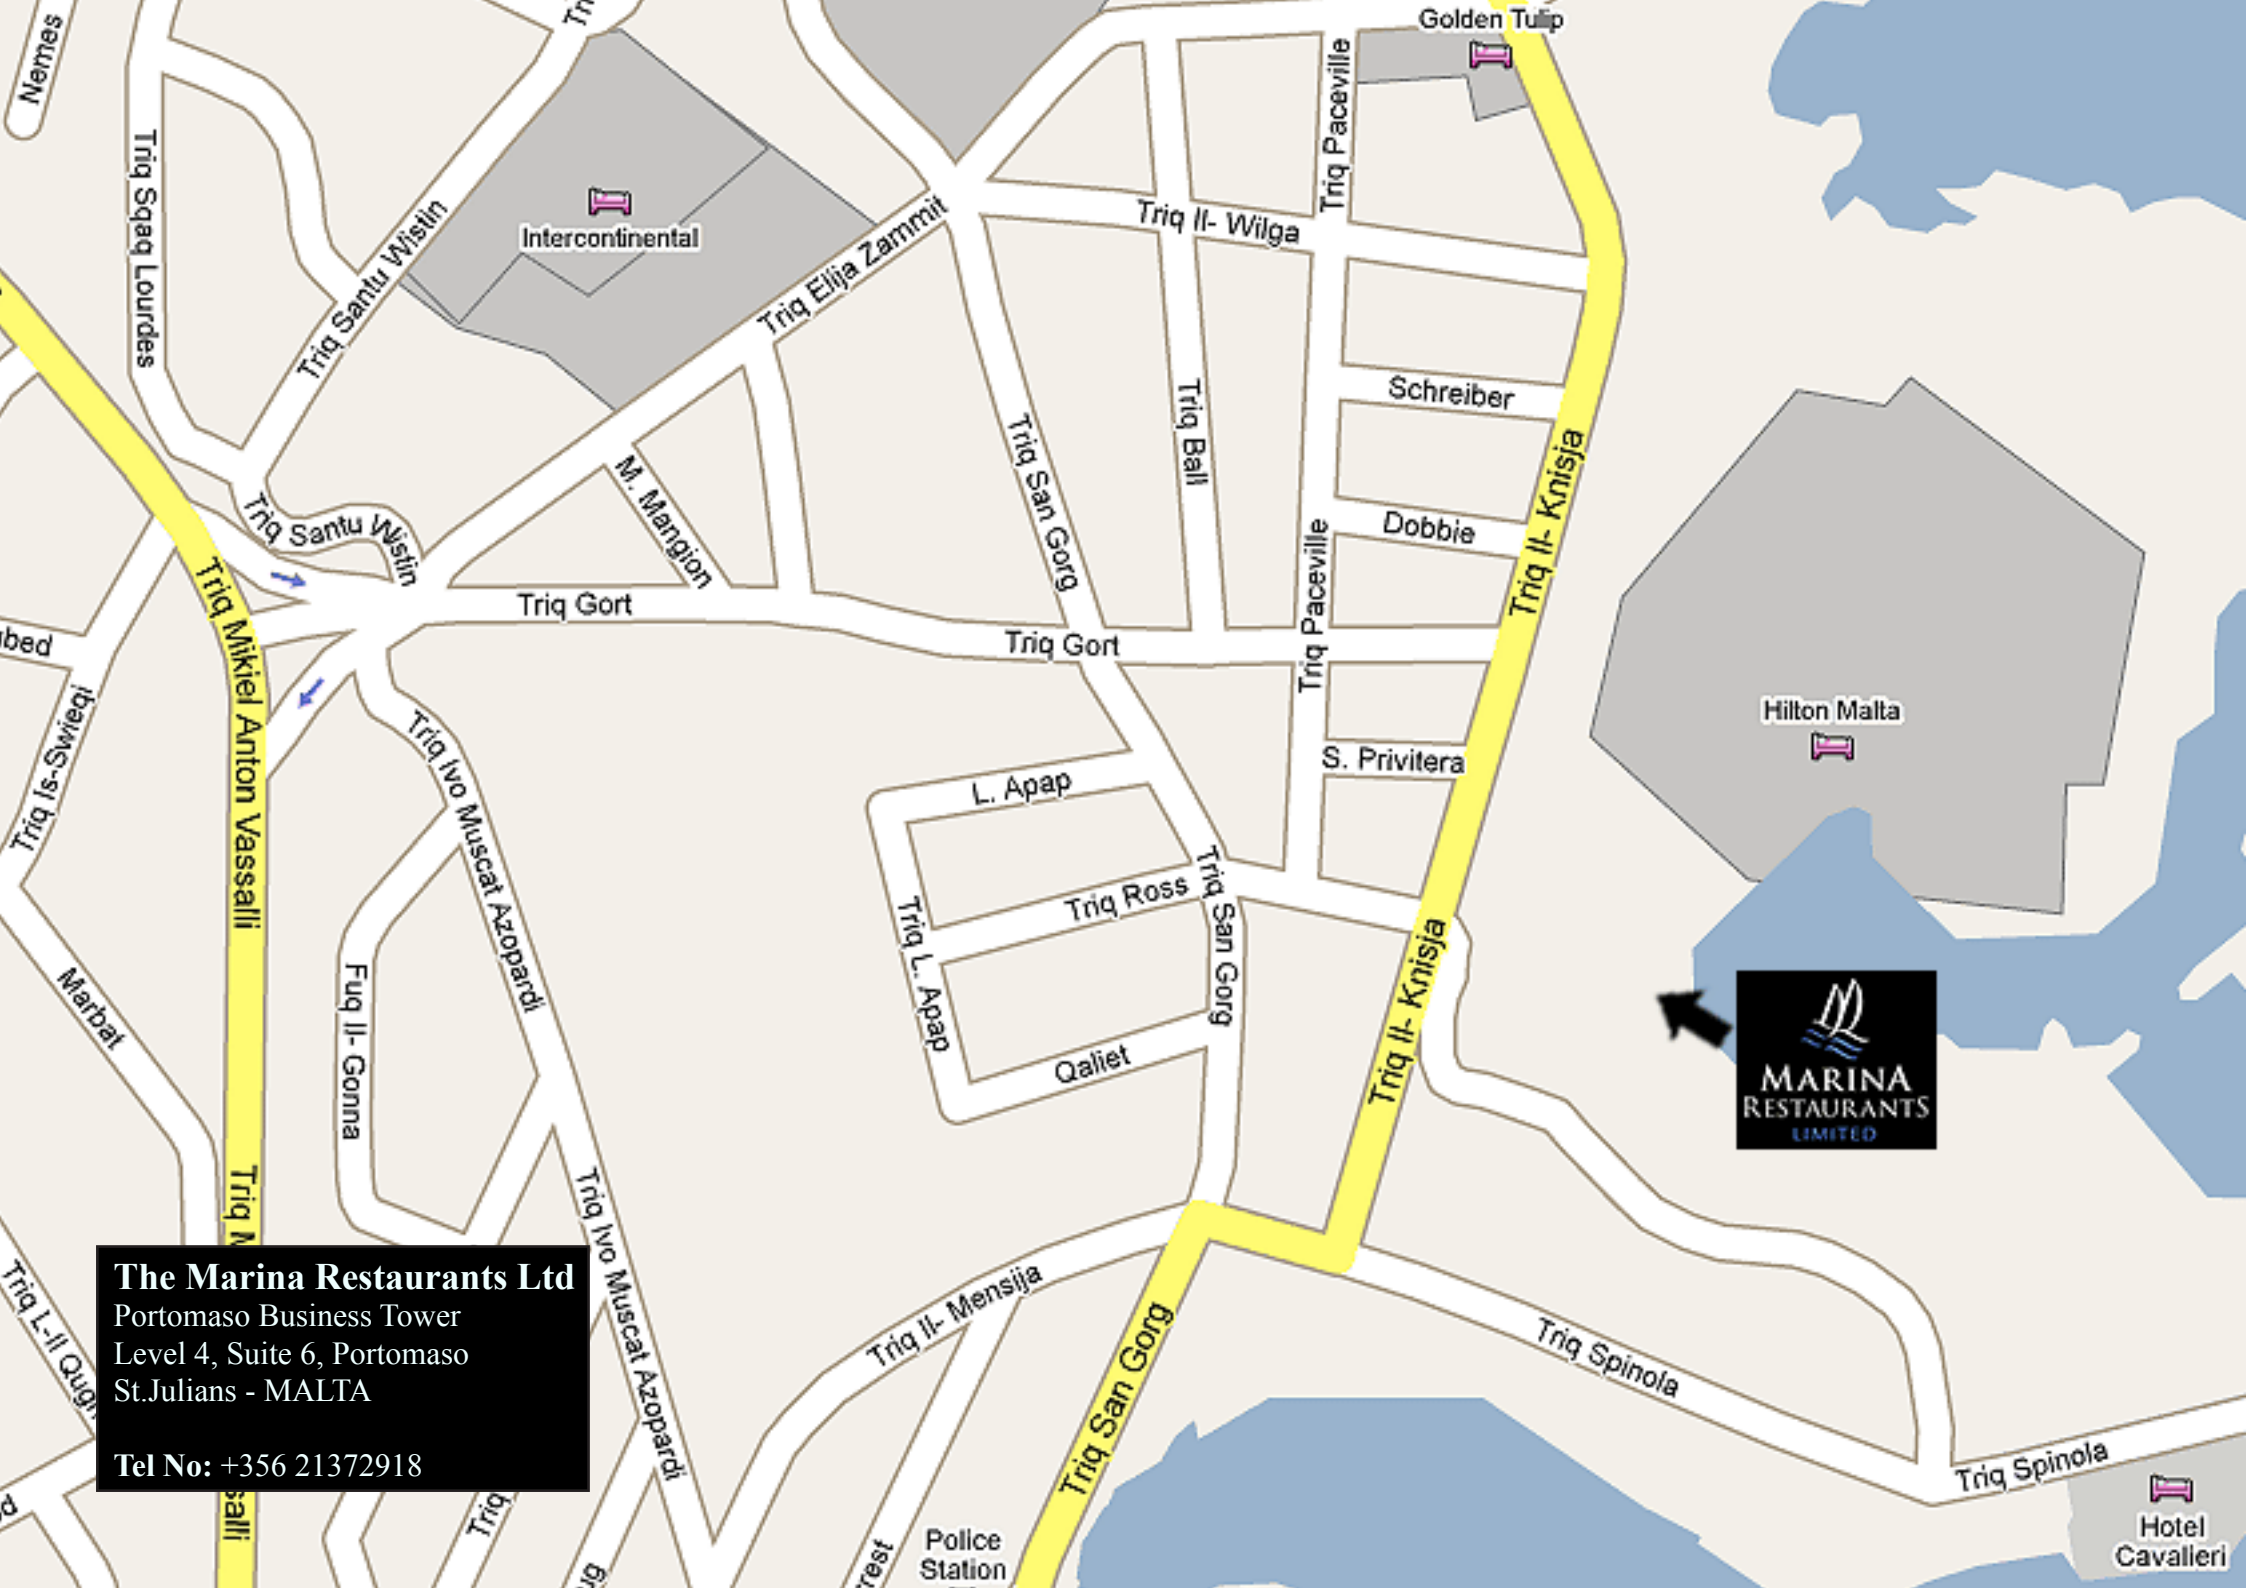 Nemes
Golden Tulip
Triq Sqaq Lourdes
Triq Santu Wistin
Intercontinental
Triq Elija Zammit
Triq Il- Wilga
Triq Paceville
Schreiber
Triq Ball
Triq San Gorg
M. Mangion
Dobbie
Triq Il- Knisja
Triq Santu Wistin
Triq Gort
Triq Gort
Triq Paceville
Triq Mikiel Anton Vassalli
Triq Is-Swieqi
Triq Ivo Muscat Azopardi
L. Apap
S. Privitera
Hilton Malta
Triq Ross
Triq San Gorg
Triq L. Apap
Qaliet
Triq Il- Knisja
Marbat
Fuq Il- Gonna
MARINA
RESTAURANTS
LIMITED
Triq Ivo Muscat Azopardi
Triq Il- Mensija
Triq San Gorg
Triq Spinola
Triq Spinola
Hotel
Cavalieri
Police
Station
The Marina Restaurants Ltd
Portomaso Business Tower
Level 4, Suite 6, Portomaso
St.Julians - MALTA
Tel No: +356 21372918
Triq